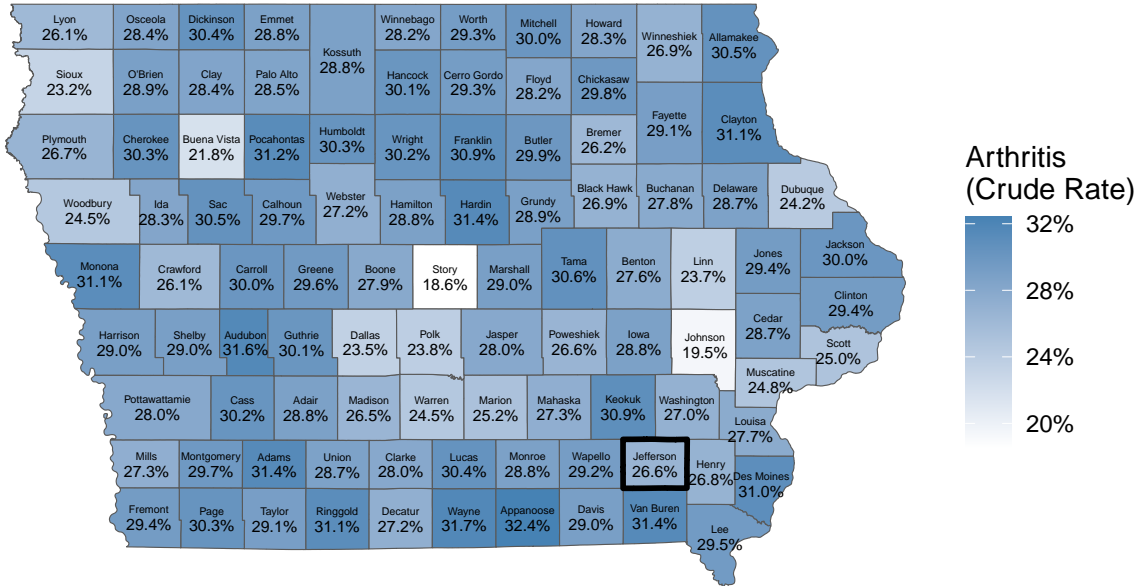 Lyon
26.1%
Osceola
28.4%
Dickinson
30.4%
Emmet
28.8%
Winnebago
28.2%
Worth
29.3%
Mitchell
30.0%
Howard
28.3%
Winneshiek
26.9%
Allamakee
30.5%
Kossuth
28.8%
Sioux
23.2%
O'Brien
28.9%
Clay
28.4%
Palo Alto
28.5%
Hancock
30.1%
Cerro Gordo
29.3%
Floyd
28.2%
Chickasaw
29.8%
Fayette
29.1%
Clayton
31.1%
Plymouth
26.7%
Cherokee
30.3%
Buena Vista
21.8%
Pocahontas
31.2%
Humboldt
30.3%
Wright
30.2%
Franklin
30.9%
Butler
29.9%
Bremer
26.2%
Woodbury
24.5%
Ida
28.3%
Sac
30.5%
Calhoun
29.7%
Webster
27.2%
Hamilton
28.8%
Hardin
31.4%
Grundy
28.9%
Black Hawk
26.9%
Buchanan
27.8%
Delaware
28.7%
Dubuque
24.2%
Monona
31.1%
Crawford
26.1%
Carroll
30.0%
Greene
29.6%
Boone
27.9%
Story
18.6%
Marshall
29.0%
Tama
30.6%
Benton
27.6%
Linn
23.7%
Jones
29.4%
Jackson
30.0%
Clinton
29.4%
Harrison
29.0%
Shelby
29.0%
Audubon
31.6%
Guthrie
30.1%
Dallas
23.5%
Polk
23.8%
Jasper
28.0%
Poweshiek
26.6%
Iowa
28.8%
Johnson
19.5%
Cedar
28.7%
Scott
25.0%
Muscatine
24.8%
Pottawattamie
28.0%
Cass
30.2%
Adair
28.8%
Madison
26.5%
Warren
24.5%
Marion
25.2%
Mahaska
27.3%
Keokuk
30.9%
Washington
27.0%
Louisa
27.7%
Mills
27.3%
Montgomery
29.7%
Adams
31.4%
Union
28.7%
Clarke
28.0%
Lucas
30.4%
Monroe
28.8%
Wapello
29.2%
Jefferson
26.6%
Henry
26.8%
Des Moines
31.0%
Fremont
29.4%
Page
30.3%
Taylor
29.1%
Ringgold
31.1%
Decatur
27.2%
Wayne
31.7%
Appanoose
32.4%
Davis
29.0%
Van Buren
31.4%
Lee
29.5%
Arthritis
(Crude Rate)
32%
28%
24%
20%